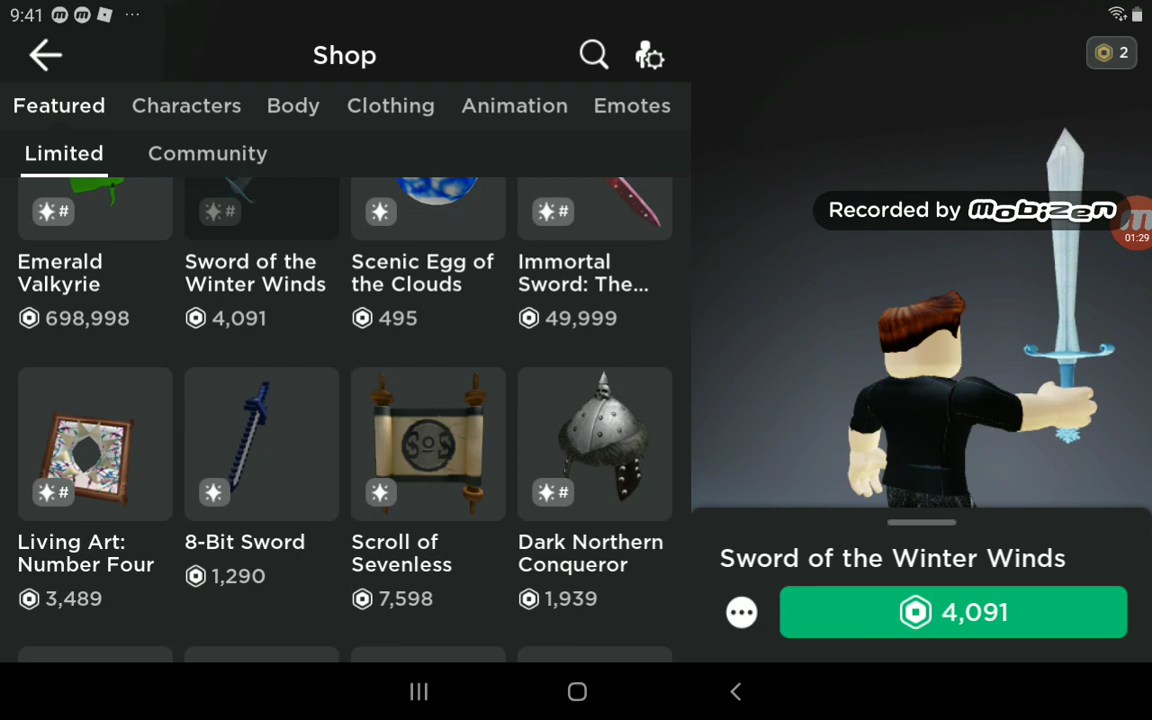 9:41
Shop
2
Featured Characters Body Clothing Animation Emotes
Limited Community
Recorded by mobizen
01:29
#
#
#
Emerald
Valkyrie
698,998
Sword of the
Winter Winds
4,091
Scenic Egg of
the Clouds
495
Immortal
Sword: The...
49,999
#
SOS
#
Living Art:
Number Four
3,489
8-Bit Sword
1,290
Scroll of
Sevenless
7,598
Dark Northern
Conqueror
1,939
Sword of the Winter Winds
4,091